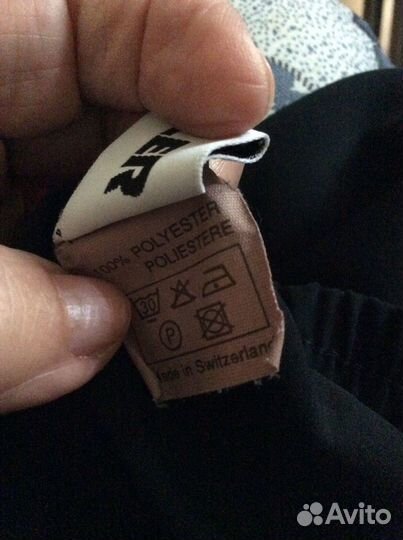 100% POLYESTER
POLIESTERE
30
P
Made in Switzerland
Avito